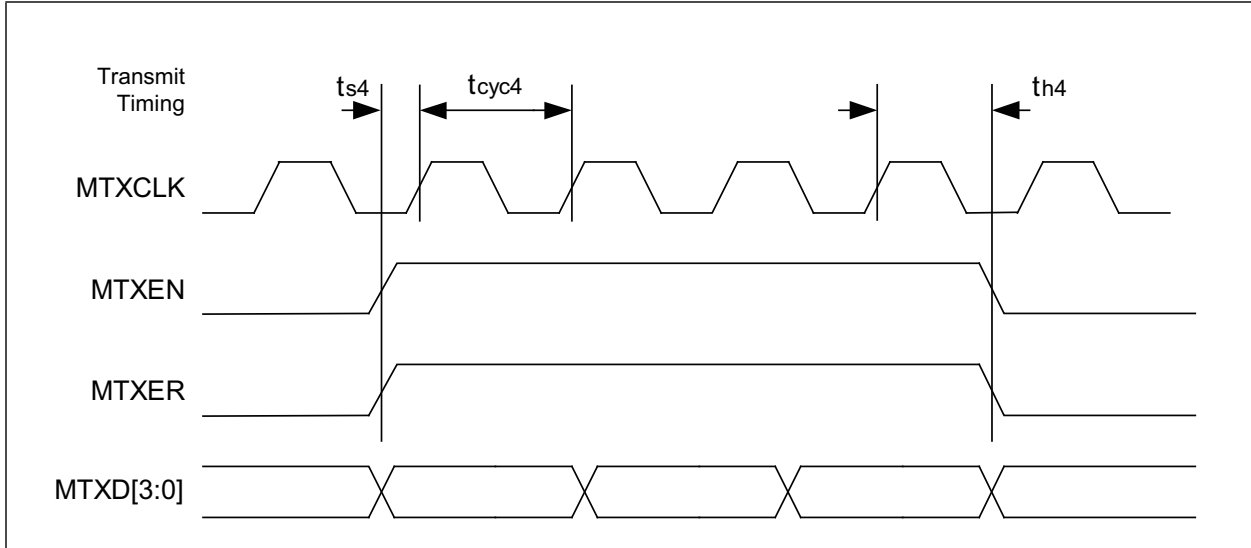 Transmit
Timing
ts4
tcyc4
th4
MTXCLK
MTXEN
MTXER
MTXD[3:0]